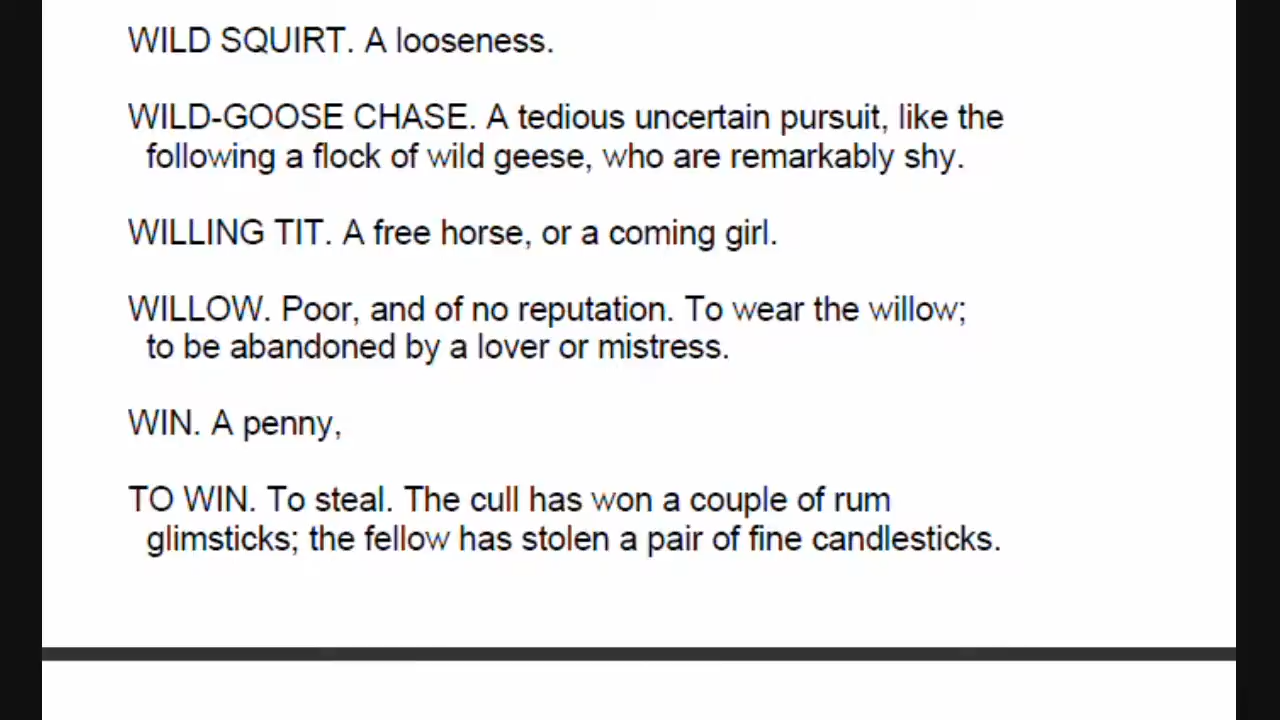 WILD SQUIRT. A looseness.
WILD-GOOSE CHASE. A tedious uncertain pursuit, like the
following a flock of wild geese, who are remarkably shy.
WILLING TIT. A free horse, or a coming girl.
WILLOW. Poor, and of no reputation. To wear the willow;
to be abandoned by a lover or mistress.
WIN. A penny,
TO WIN. To steal. The cull has won a couple of rum
glimsticks; the fellow has stolen a pair of fine candlesticks.